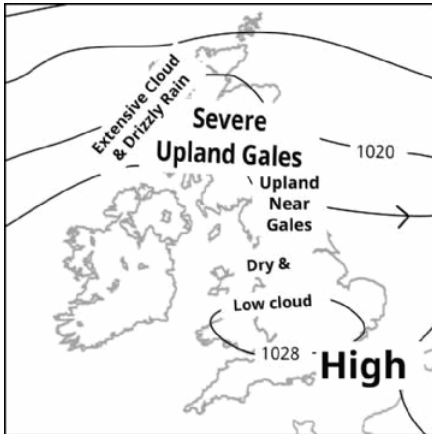 Extensive Cloud
& Drizzly Rain
Severe
Upland Gales
1020
Upland
Near
Gales
Dry &
Low cloud
1028
High